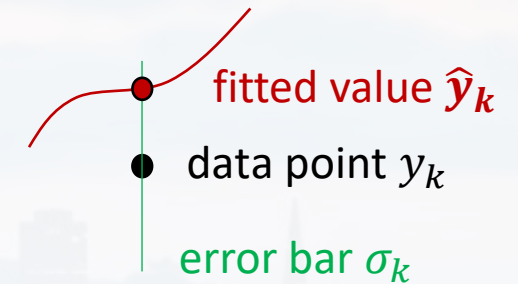 fitted value ŷₖ
data point yₖ
error bar σₖ